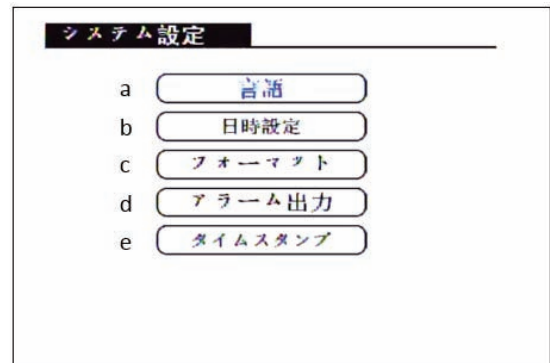 システム設定
a 言語
b 日時設定
c フォーマット
d アラーム出力
e タイムスタンプ